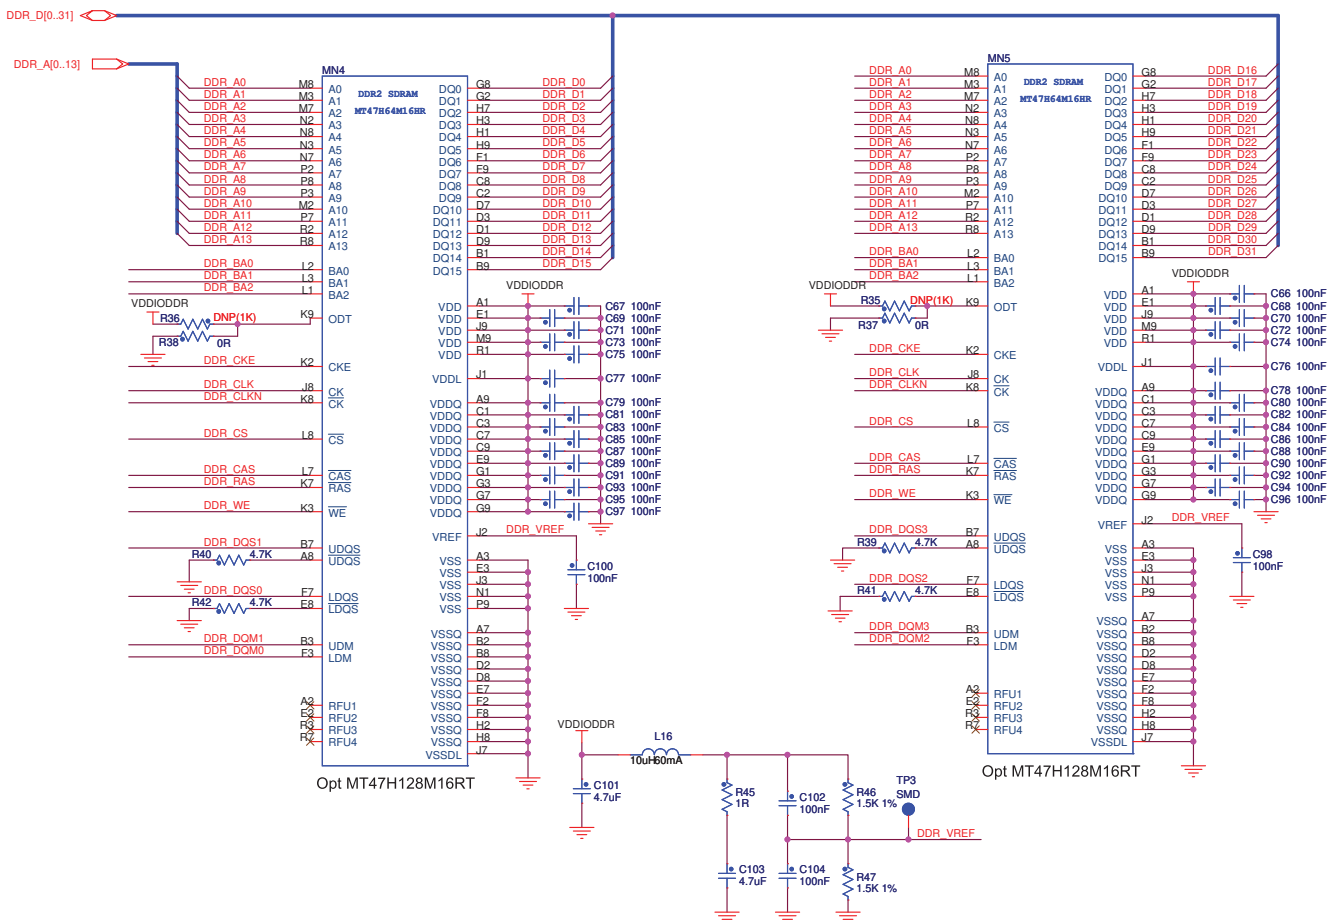 DDR_D[0..31]
DDR_A[0..13]
MN4
DDR2 SDRAM
MT47H64M16HR
DDR_A0 M8 A0 DQ0 G8 DDR_D0
DDR_A1 M3 A1 DQ1 G2 DDR_D1
DDR_A2 M7 A2 DQ2 H7 DDR_D2
DDR_A3 N2 A3 DQ3 H3 DDR_D3
DDR_A4 N8 A4 DQ4 H1 DDR_D4
DDR_A5 N3 A5 DQ5 H9 DDR_D5
DDR_A6 N7 A6 DQ6 F1 DDR_D6
DDR_A7 P2 A7 DQ7 F9 DDR_D7
DDR_A8 P8 A8 DQ8 C8 DDR_D8
DDR_A9 P3 A9 DQ9 C2 DDR_D9
DDR_A10 M2 A10 DQ10 D7 DDR_D10
DDR_A11 P7 A11 DQ11 D3 DDR_D11
DDR_A12 R2 A12 DQ12 D1 DDR_D12
DDR_A13 R8 A13 DQ13 D9 DDR_D13
DQ14 B1 DDR_D14
DDR_BA0 L2 BA0 DQ15 B9 DDR_D15
DDR_BA1 L3 BA1
DDR_BA2 L1 BA2
VDDIODDR
VDDIODDR
VDD A1 C67 100nF
R36 DNP(1K) K9 ODT VDD E1 C69 100nF
R38 0R VDD J9 C71 100nF
VDD M9 C73 100nF
VDD R1 C75 100nF
DDR_CKE K2 CKE
VDDL J1 C77 100nF
DDR_CLK J8 CK
DDR_CLKN K8 CK VDDQ A9 C79 100nF
VDDQ C1 C81 100nF
VDDQ C3 C83 100nF
DDR_CS L8 CS VDDQ C7 C85 100nF
VDDQ C9 C87 100nF
VDDQ E9 C89 100nF
DDR_CAS L7 CAS VDDQ G1 C91 100nF
DDR_RAS K7 RAS VDDQ G3 C93 100nF
VDDQ G7 C95 100nF
DDR_WE K3 WE VDDQ G9 C97 100nF
VREF J2 DDR_VREF
DDR_DQS1 B7 UDQS
R40 4.7K A8 UDQS VSS A3
VSS E3 C100
VSS J3 100nF
DDR_DQS0 F7 LDQS VSS N1
R42 4.7K E8 LDQS VSS P9
VSSQ A7
DDR_DQM1 B3 UDM VSSQ B2
DDR_DQM0 F3 LDM VSSQ B8
VSSQ D2
VSSQ D8
VSSQ E7
A2 RFU1 VSSQ F2
E2 RFU2 VSSQ F8
R3 RFU3 VSSQ H2
R7 RFU4 VSSQ H8
VSSDL J7
Opt MT47H128M16RT
MN5
DDR2 SDRAM
MT47H64M16HR
DDR_A0 M8 A0 DQ0 G8 DDR_D16
DDR_A1 M3 A1 DQ1 G2 DDR_D17
DDR_A2 M7 A2 DQ2 H7 DDR_D18
DDR_A3 N2 A3 DQ3 H3 DDR_D19
DDR_A4 N8 A4 DQ4 H1 DDR_D20
DDR_A5 N3 A5 DQ5 H9 DDR_D21
DDR_A6 N7 A6 DQ6 F1 DDR_D22
DDR_A7 P2 A7 DQ7 F9 DDR_D23
DDR_A8 P8 A8 DQ8 C8 DDR_D24
DDR_A9 P3 A9 DQ9 C2 DDR_D25
DDR_A10 M2 A10 DQ10 D7 DDR_D26
DDR_A11 P7 A11 DQ11 D3 DDR_D27
DDR_A12 R2 A12 DQ12 D1 DDR_D28
DDR_A13 R8 A13 DQ13 D9 DDR_D29
DQ14 B1 DDR_D30
DDR_BA0 L2 BA0 DQ15 B9 DDR_D31
DDR_BA1 L3 BA1
DDR_BA2 L1 BA2
VDDIODDR
VDDIODDR
VDD A1 C66 100nF
R35 DNP(1K) K9 ODT VDD E1 C68 100nF
R37 0R VDD J9 C70 100nF
VDD M9 C72 100nF
VDD R1 C74 100nF
DDR_CKE K2 CKE
VDDL J1 C76 100nF
DDR_CLK J8 CK
DDR_CLKN K8 CK VDDQ A9 C78 100nF
VDDQ C1 C80 100nF
VDDQ C3 C82 100nF
DDR_CS L8 CS VDDQ C7 C84 100nF
VDDQ C9 C86 100nF
VDDQ E9 C88 100nF
DDR_CAS L7 CAS VDDQ G1 C90 100nF
DDR_RAS K7 RAS VDDQ G3 C92 100nF
VDDQ G7 C94 100nF
DDR_WE K3 WE VDDQ G9 C96 100nF
VREF J2 DDR_VREF
DDR_DQS3 B7 UDQS
R39 4.7K A8 UDQS VSS A3
VSS E3 C98
VSS J3 100nF
DDR_DQS2 F7 LDQS VSS N1
R41 4.7K E8 LDQS VSS P9
VSSQ A7
DDR_DQM3 B3 UDM VSSQ B2
DDR_DQM2 F3 LDM VSSQ B8
VSSQ D2
VSSQ D8
VSSQ E7
A2 RFU1 VSSQ F2
E2 RFU2 VSSQ F8
R3 RFU3 VSSQ H2
R7 RFU4 VSSQ H8
VSSDL J7
Opt MT47H128M16RT
VDDIODDR
L16
10uH60mA
C101
4.7uF
R45
1R
C102
100nF
R46
1.5K 1%
TP3
SMD
DDR_VREF
C103
4.7uF
C104
100nF
R47
1.5K 1%